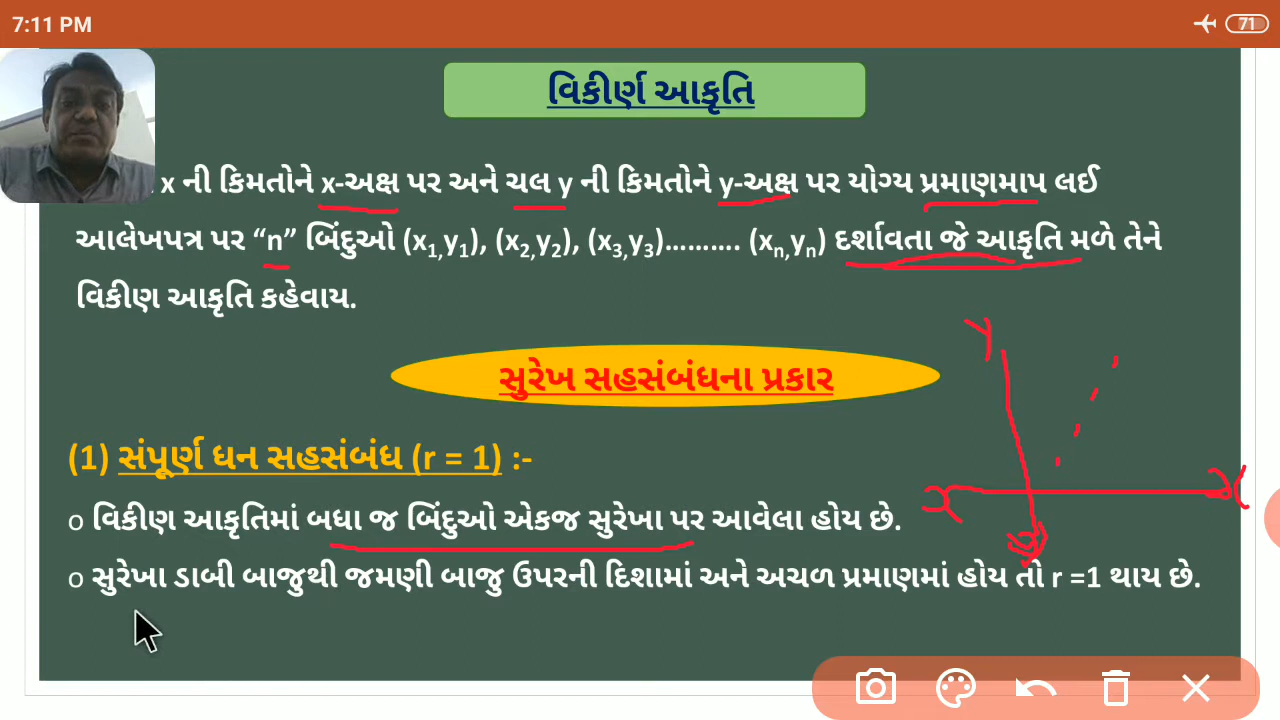 7:11 PM
71
વિકીર્ણ આકૃતિ
x ની કિમતોને x-અક્ષ પર અને ચલ y ની કિમતોને y-અક્ષ પર યોગ્ય પ્રમાણમાપ લઈ
આલેખપત્ર પર “n” બિંદુઓ (x1,y1), (x2,y2), (x3,y3)………. (xn,yn) દર્શાવતા જે આકૃતિ મળે તેને
વિકીણ આકૃતિ કહેવાય.
સુરેખ સહસંબંધના પ્રકાર
Y
(1) સંપૂર્ણ ધન સહસંબંધ (r = 1) :-
x
o વિકીણ આકૃતિમાં બધા જ બિંદુઓ એકજ સુરેખા પર આવેલા હોય છે.
o સુરેખા ડાબી બાજુથી જમણી બાજુ ઉપરની દિશામાં અને અચળ પ્રમાણમાં હોય તો r =1 થાય છે.